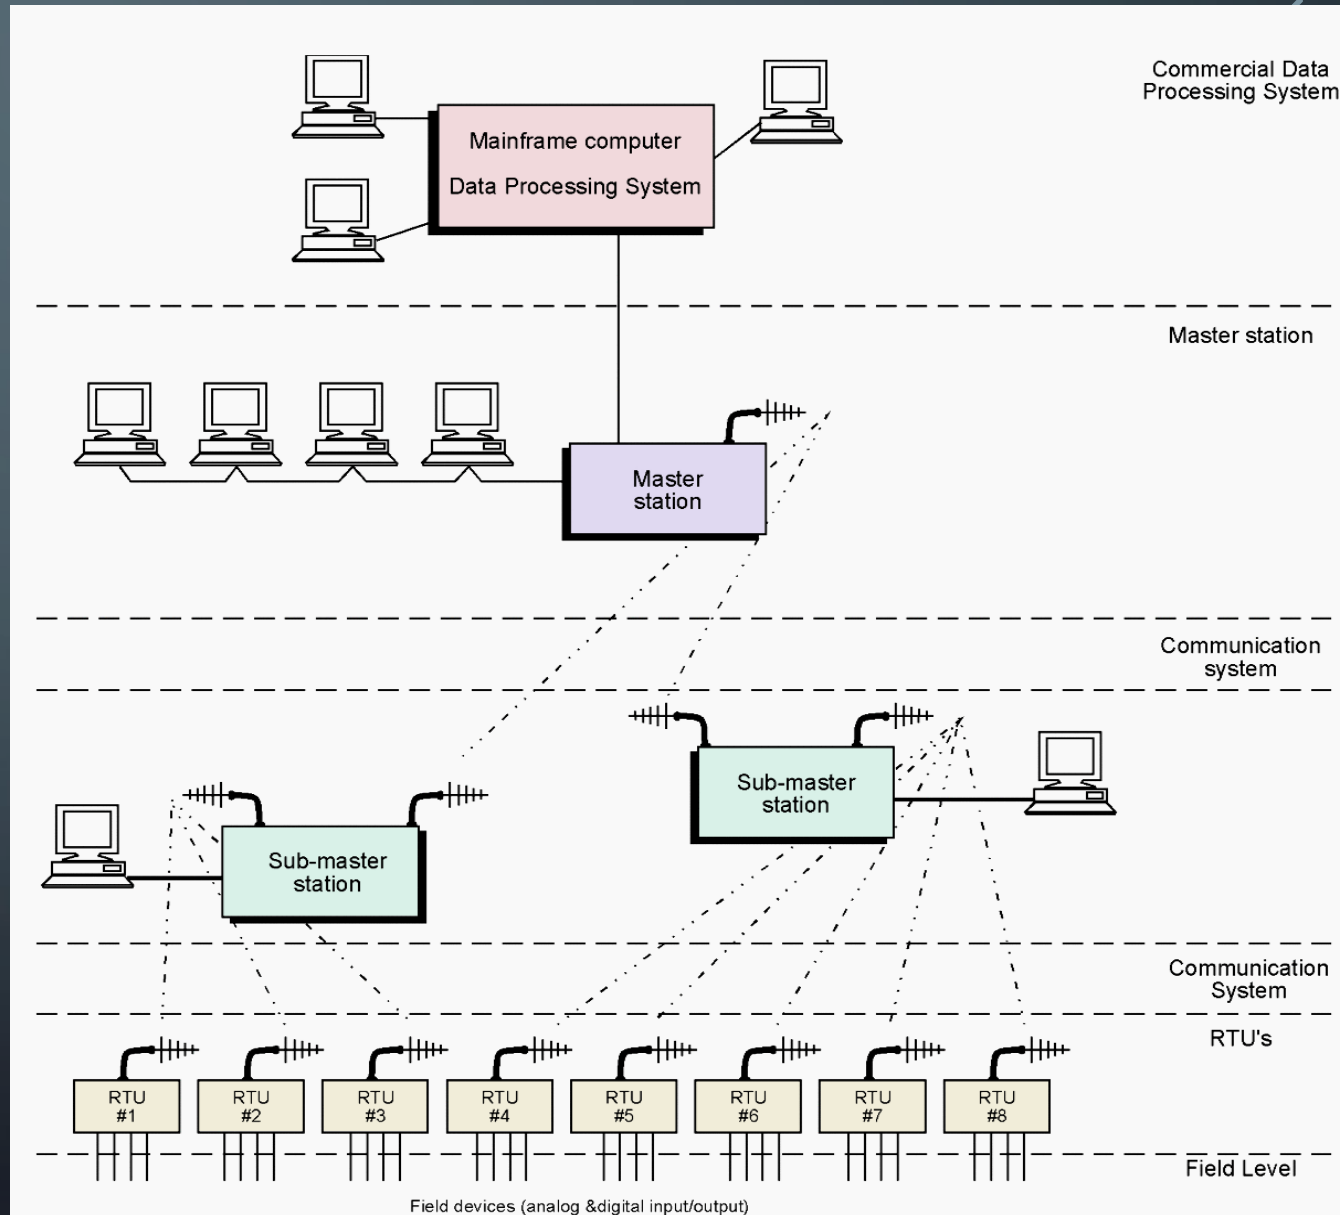 Commercial Data
Processing System
Mainframe computer
Data Processing System
Master station
Master
station
Communication
system
Sub-master
station
Sub-master
station
Communication
System
RTU's
RTU
#1
RTU
#2
RTU
#3
RTU
#4
RTU
#5
RTU
#6
RTU
#7
RTU
#8
Field Level
Field devices (analog &digital input/output)